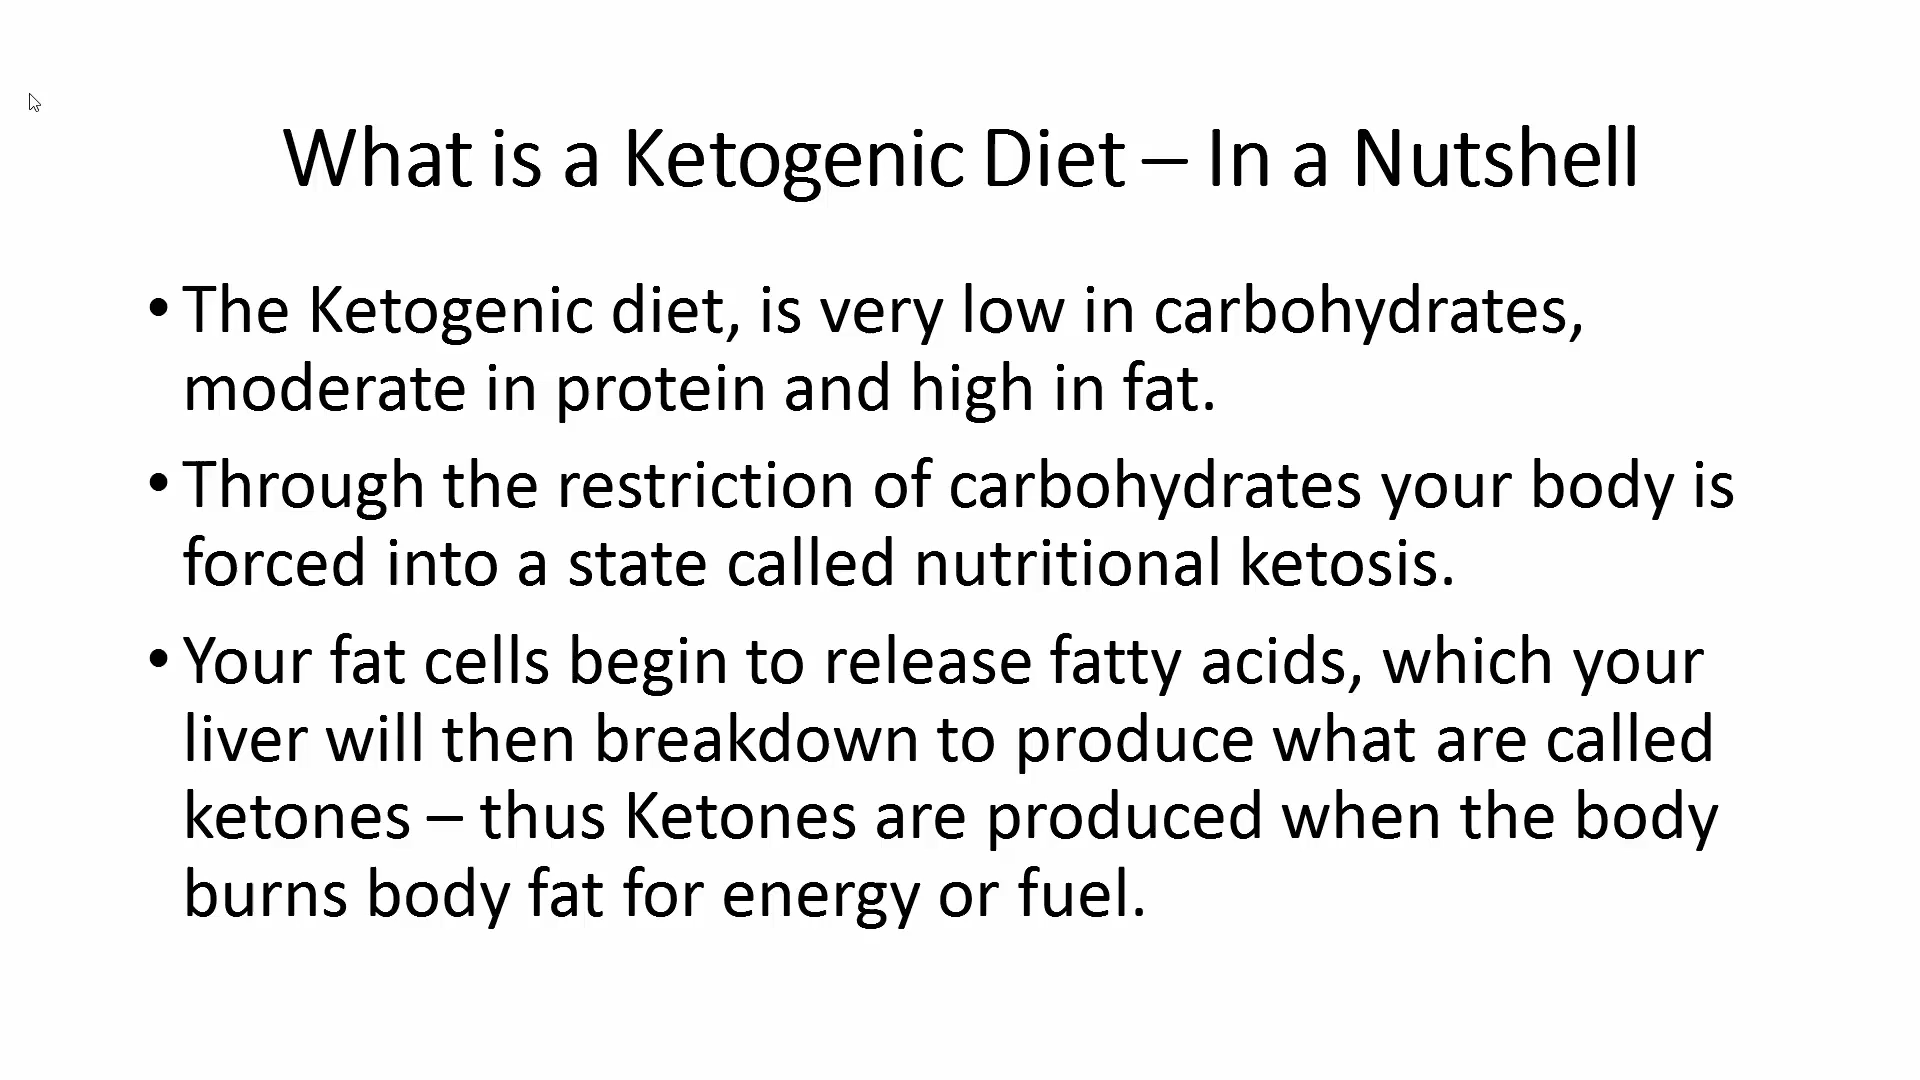 What is a Ketogenic Diet – In a Nutshell
• The Ketogenic diet, is very low in carbohydrates,
moderate in protein and high in fat.
• Through the restriction of carbohydrates your body is
forced into a state called nutritional ketosis.
• Your fat cells begin to release fatty acids, which your
liver will then breakdown to produce what are called
ketones – thus Ketones are produced when the body
burns body fat for energy or fuel.